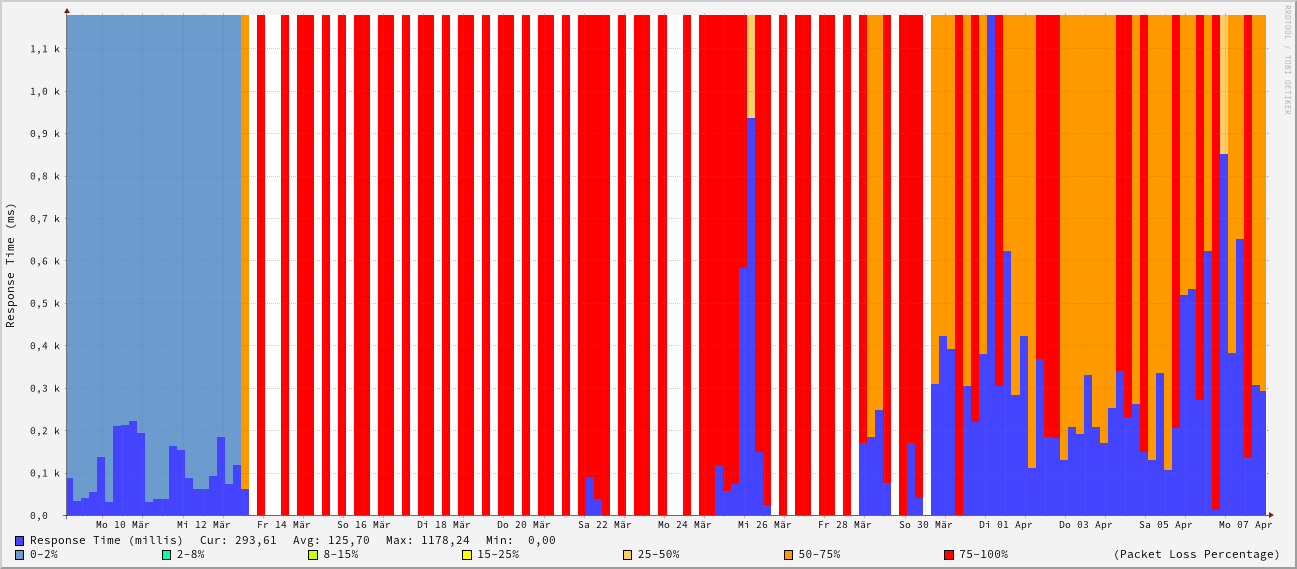 RRDTOOL / TOBI OETIKER
Response Time (ms)
1,1 k
1,0 k
0,9 k
0,8 k
0,7 k
0,6 k
0,5 k
0,4 k
0,3 k
0,2 k
0,1 k
0,0
Mo 10 Mär Mi 12 Mär Fr 14 Mär So 16 Mär Di 18 Mär Do 20 Mär Sa 22 Mär Mo 24 Mär Mi 26 Mär Fr 28 Mär So 30 Mär Di 01 Apr Do 03 Apr Sa 05 Apr Mo 07 Apr
Response Time (millis) Cur: 293,61 Avg: 125,70 Max: 1178,24 Min: 0,00
0-2% 2-8% 8-15% 15-25% 25-50% 50-75% 75-100% (Packet Loss Percentage)